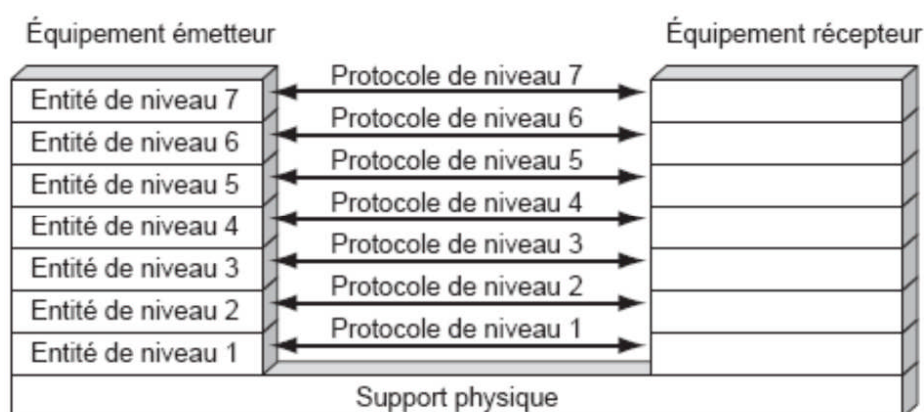 Équipement émetteur
Équipement récepteur
Entité de niveau 7
Protocole de niveau 7
Entité de niveau 6
Protocole de niveau 6
Entité de niveau 5
Protocole de niveau 5
Entité de niveau 4
Protocole de niveau 4
Entité de niveau 3
Protocole de niveau 3
Entité de niveau 2
Protocole de niveau 2
Entité de niveau 1
Protocole de niveau 1
Support physique